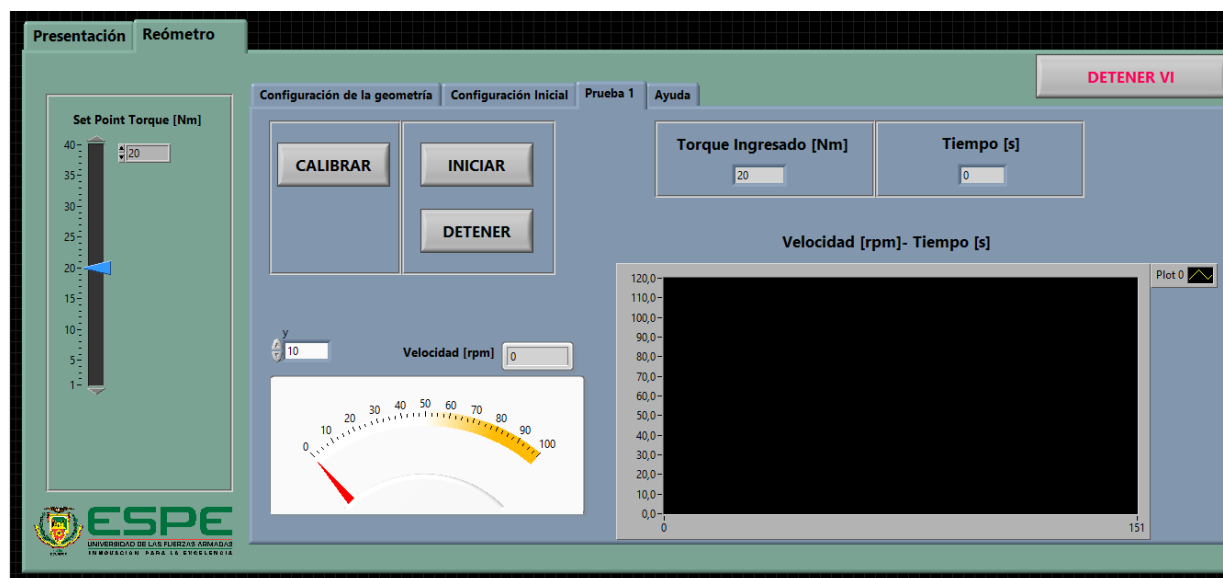 Presentación
Reómetro
DETENER VI
Configuración de la geometría
Configuración Inicial
Prueba 1
Ayuda
Set Point Torque [Nm]
40
35
30
25
20
15
10
5
1
20
CALIBRAR
INICIAR
DETENER
Torque Ingresado [Nm]
20
Tiempo [s]
0
y
10
Velocidad [rpm]
0
0
10
20
30
40
50
60
70
80
90
100
Velocidad [rpm]- Tiempo [s]
120,0
110,0
100,0
90,0
80,0
70,0
60,0
50,0
40,0
30,0
20,0
10,0
0,0
0
151
Plot 0
ESPE
UNIVERSIDAD DE LAS FUERZAS ARMADAS
INNOVACION PARA LA EXCELENCIA